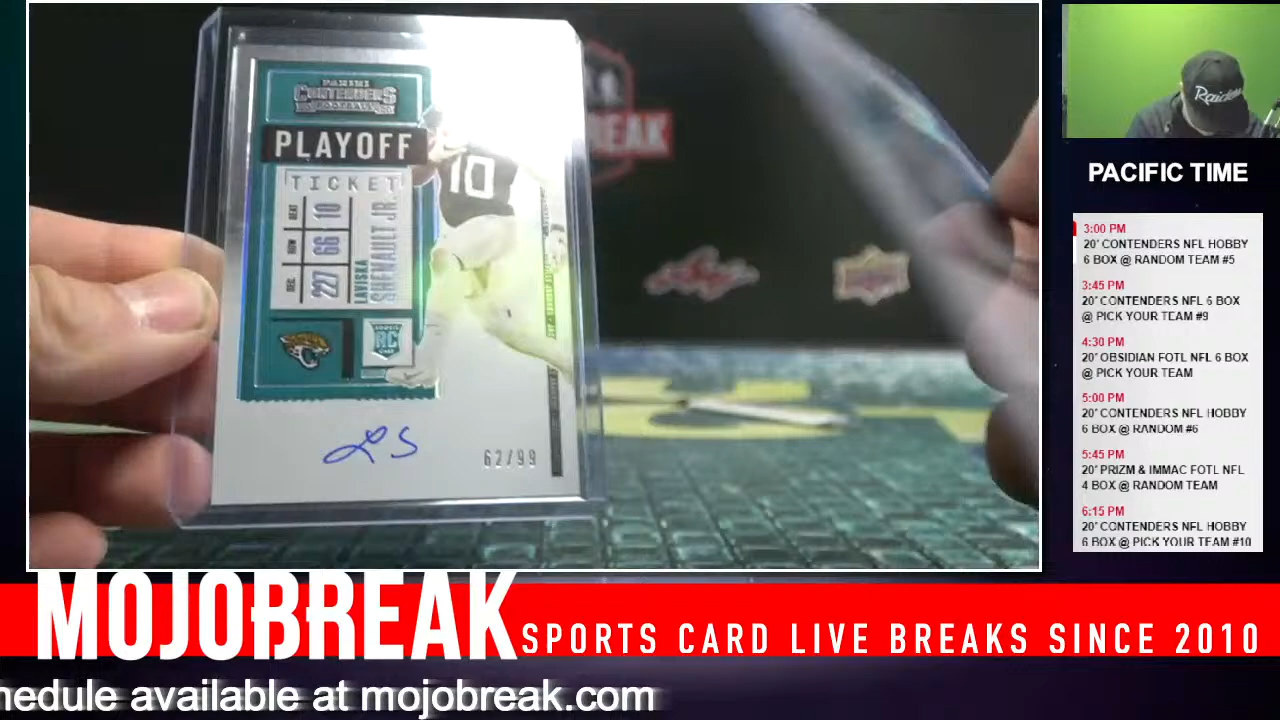 PANINI
CONTENDERS
FOOTBALL
PLAYOFF
TICKET
SEAT 10
ROW 66
SEC 227
LAVISKA
SHENAULT JR.
RC
10
LS
62/99
BREAK
Leaf
Raiders
PACIFIC TIME
3:00 PM
20' CONTENDERS NFL HOBBY
6 BOX @ RANDOM TEAM #5
3:45 PM
20' CONTENDERS NFL 6 BOX
@ PICK YOUR TEAM #9
4:30 PM
20' OBSIDIAN FOTL NFL 6 BOX
@ PICK YOUR TEAM
5:00 PM
20' CONTENDERS NFL HOBBY
6 BOX @ RANDOM #6
5:45 PM
20' PRIZM & IMMAC FOTL NFL
4 BOX @ RANDOM TEAM
6:15 PM
20' CONTENDERS NFL HOBBY
6 BOX @ PICK YOUR TEAM #10
MOJOBREAK
SPORTS CARD LIVE BREAKS SINCE 2010
hedule available at mojobreak.com